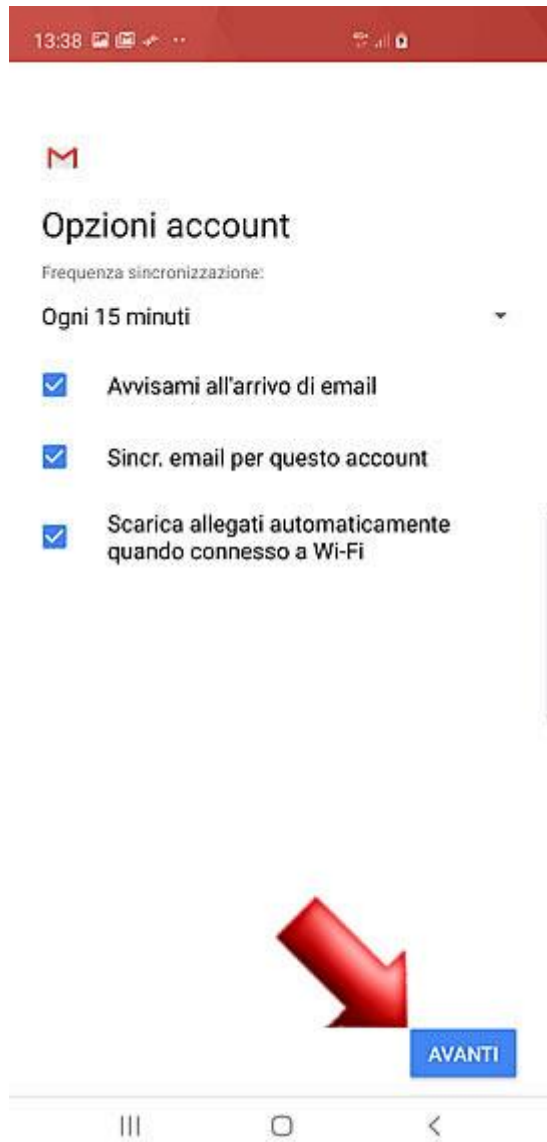 13:38
Opzioni account
Frequenza sincronizzazione:
Ogni 15 minuti
Avvisami all'arrivo di email
Sincr. email per questo account
Scarica allegati automaticamente
quando connesso a Wi-Fi
AVANTI